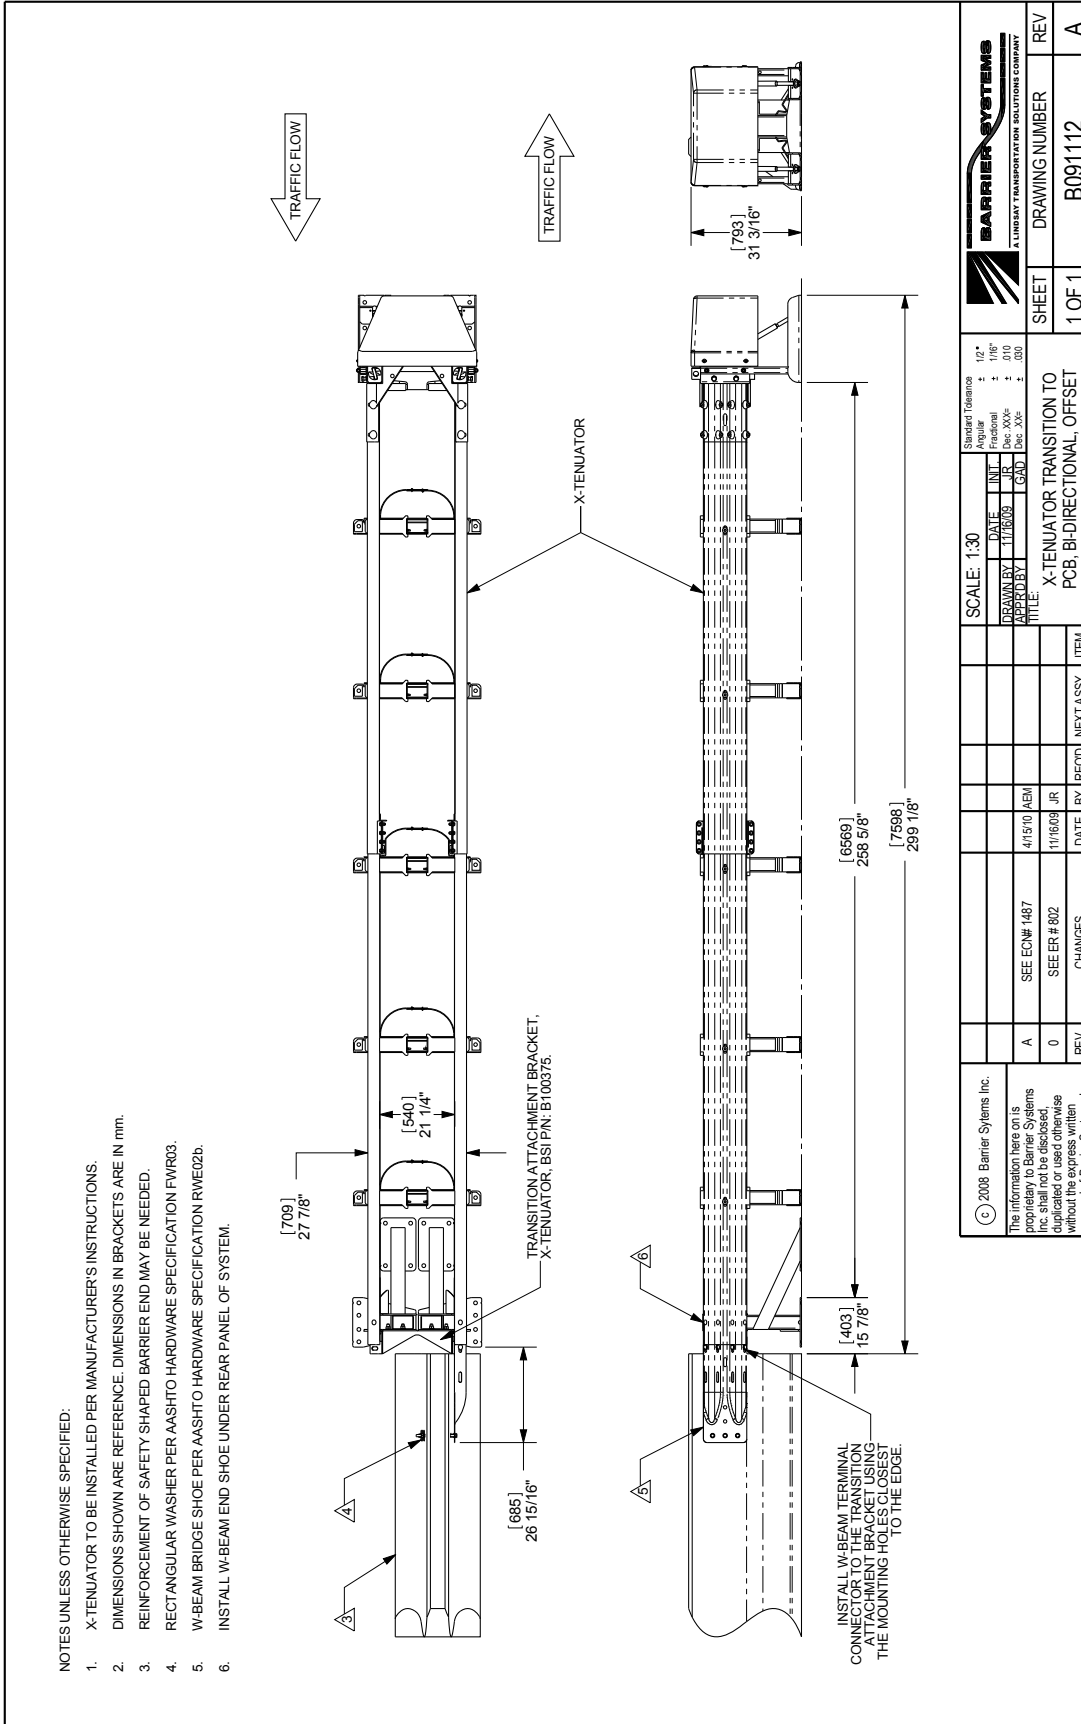 NOTES UNLESS OTHERWISE SPECIFIED:
1. X-TENUATOR TO BE INSTALLED PER MANUFACTURER'S INSTRUCTIONS.
2. DIMENSIONS SHOWN ARE REFERENCE. DIMENSIONS IN BRACKETS ARE IN mm.
3. REINFORCEMENT OF SAFETY SHAPED BARRIER END MAY BE NEEDED.
4. RECTANGULAR WASHER PER AASHTO HARDWARE SPECIFICATION FWR03.
5. W-BEAM BRIDGE SHOE PER AASHTO HARDWARE SPECIFICATION RWE02b.
6. INSTALL W-BEAM END SHOE UNDER REAR PANEL OF SYSTEM.
TRAFFIC FLOW
TRAFFIC FLOW
[709]
27 7/8"
[540]
21 1/4"
3
4
[685]
26 15/16"
TRANSITION ATTACHMENT BRACKET,
X-TENUATOR, BSI P/N: B100375.
X-TENUATOR
5
6
[793]
31 3/16"
INSTALL W-BEAM TERMINAL
CONNECTOR TO THE TRANSITION
ATTACHMENT BRACKET USING
THE MOUNTING HOLES CLOSEST
TO THE EDGE.
[403]
15 7/8"
[6569]
258 5/8"
[7598]
299 1/8"
© 2008 Barrier Sytems Inc.
The information here on is
proprietary to Barrier Systems
Inc. shall not be disclosed,
duplicated or used otherwise
without the express written
A SEE ECN# 1487 4/15/10 AEM
0 SEE ER # 802 11/16/09 JR
REV CHANGES DATE BY REQ'D NEXT ASSY ITEM
SCALE: 1:30
DATE INIT.
DRAWN BY 11/16/09 JR
APPR'D BY GAD
Standard Tolerance
Angular ± 1/2°
Fractional ± 1/16"
Dec .XXX= ± .010
Dec .XX= ± .030
TITLE:
X-TENUATOR TRANSITION TO
PCB, BI-DIRECTIONAL, OFFSET
BARRIER SYSTEMS
A LINDSAY TRANSPORTATION SOLUTIONS COMPANY
SHEET DRAWING NUMBER REV
1 OF 1 B091112 A